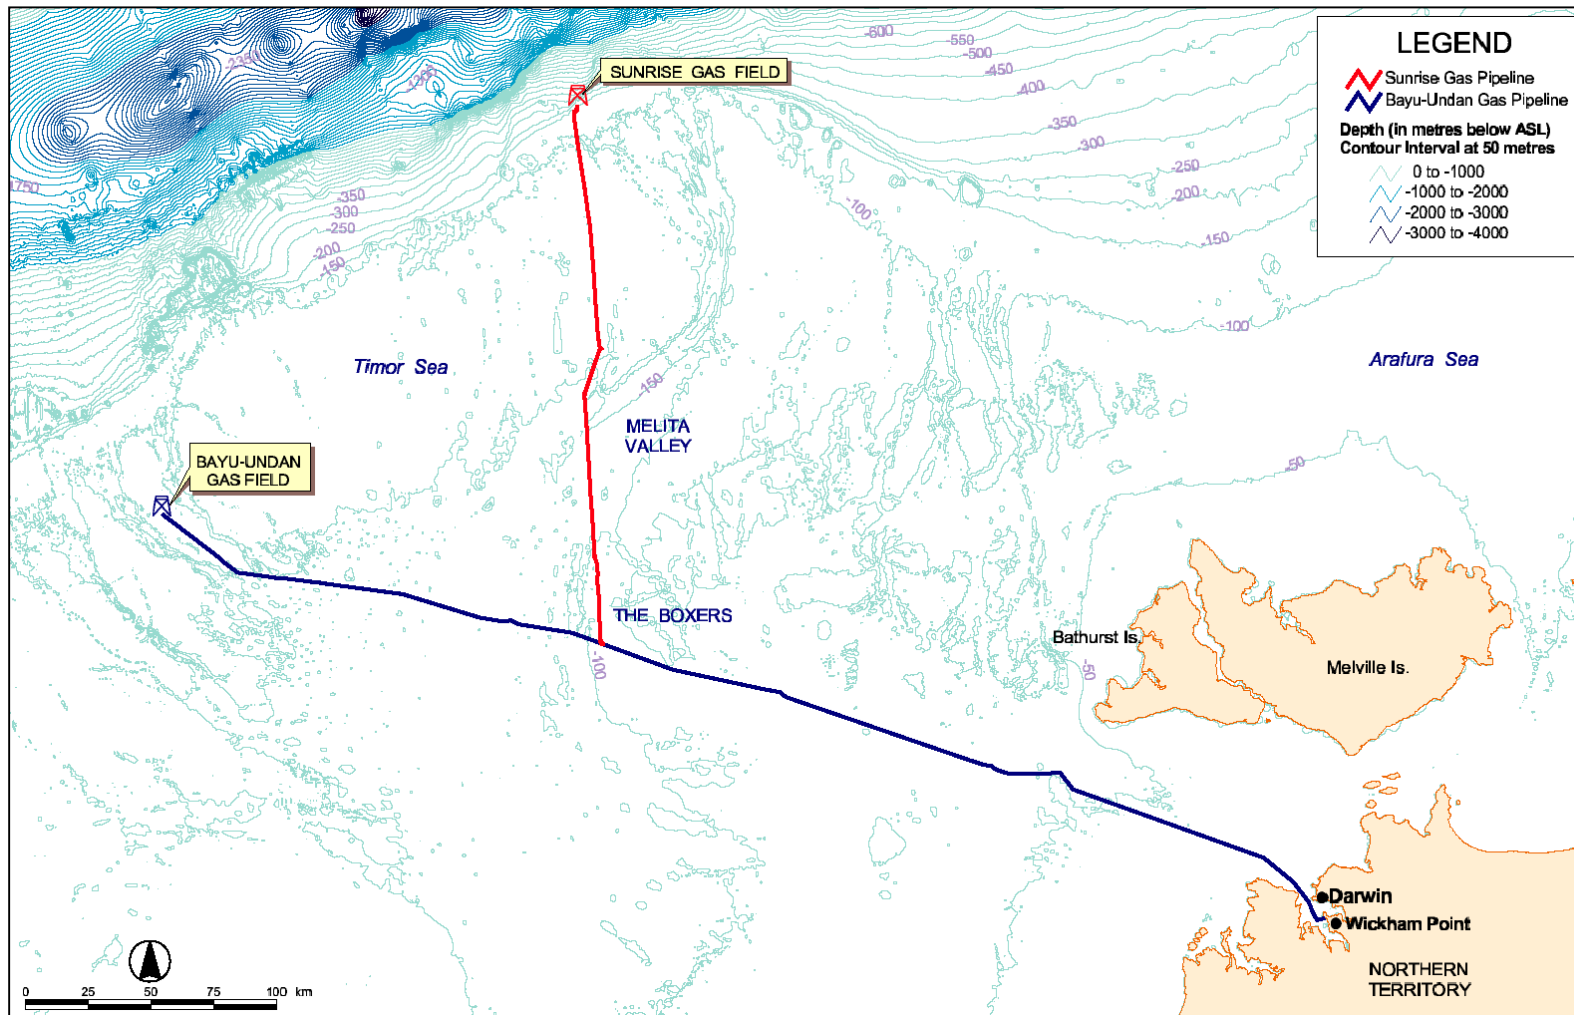 LEGEND
Sunrise Gas Pipeline
Bayu-Undan Gas Pipeline
Depth (in metres below ASL)
Contour Interval at 50 metres
0 to -1000
-1000 to -2000
-2000 to -3000
-3000 to -4000
SUNRISE GAS FIELD
-2350
-1200
-1750
-600
-550
-500
-450
-400
-350
-300
-250
-200
-150
-100
-350
-300
-250
-200
-150
-100
Timor Sea
Arafura Sea
-150
MELITA
VALLEY
-50
BAYU-UNDAN
GAS FIELD
THE BOXERS
-100
Bathurst Is.
-50
Melville Is.
Darwin
Wickham Point
NORTHERN
TERRITORY
0 25 50 75 100 km